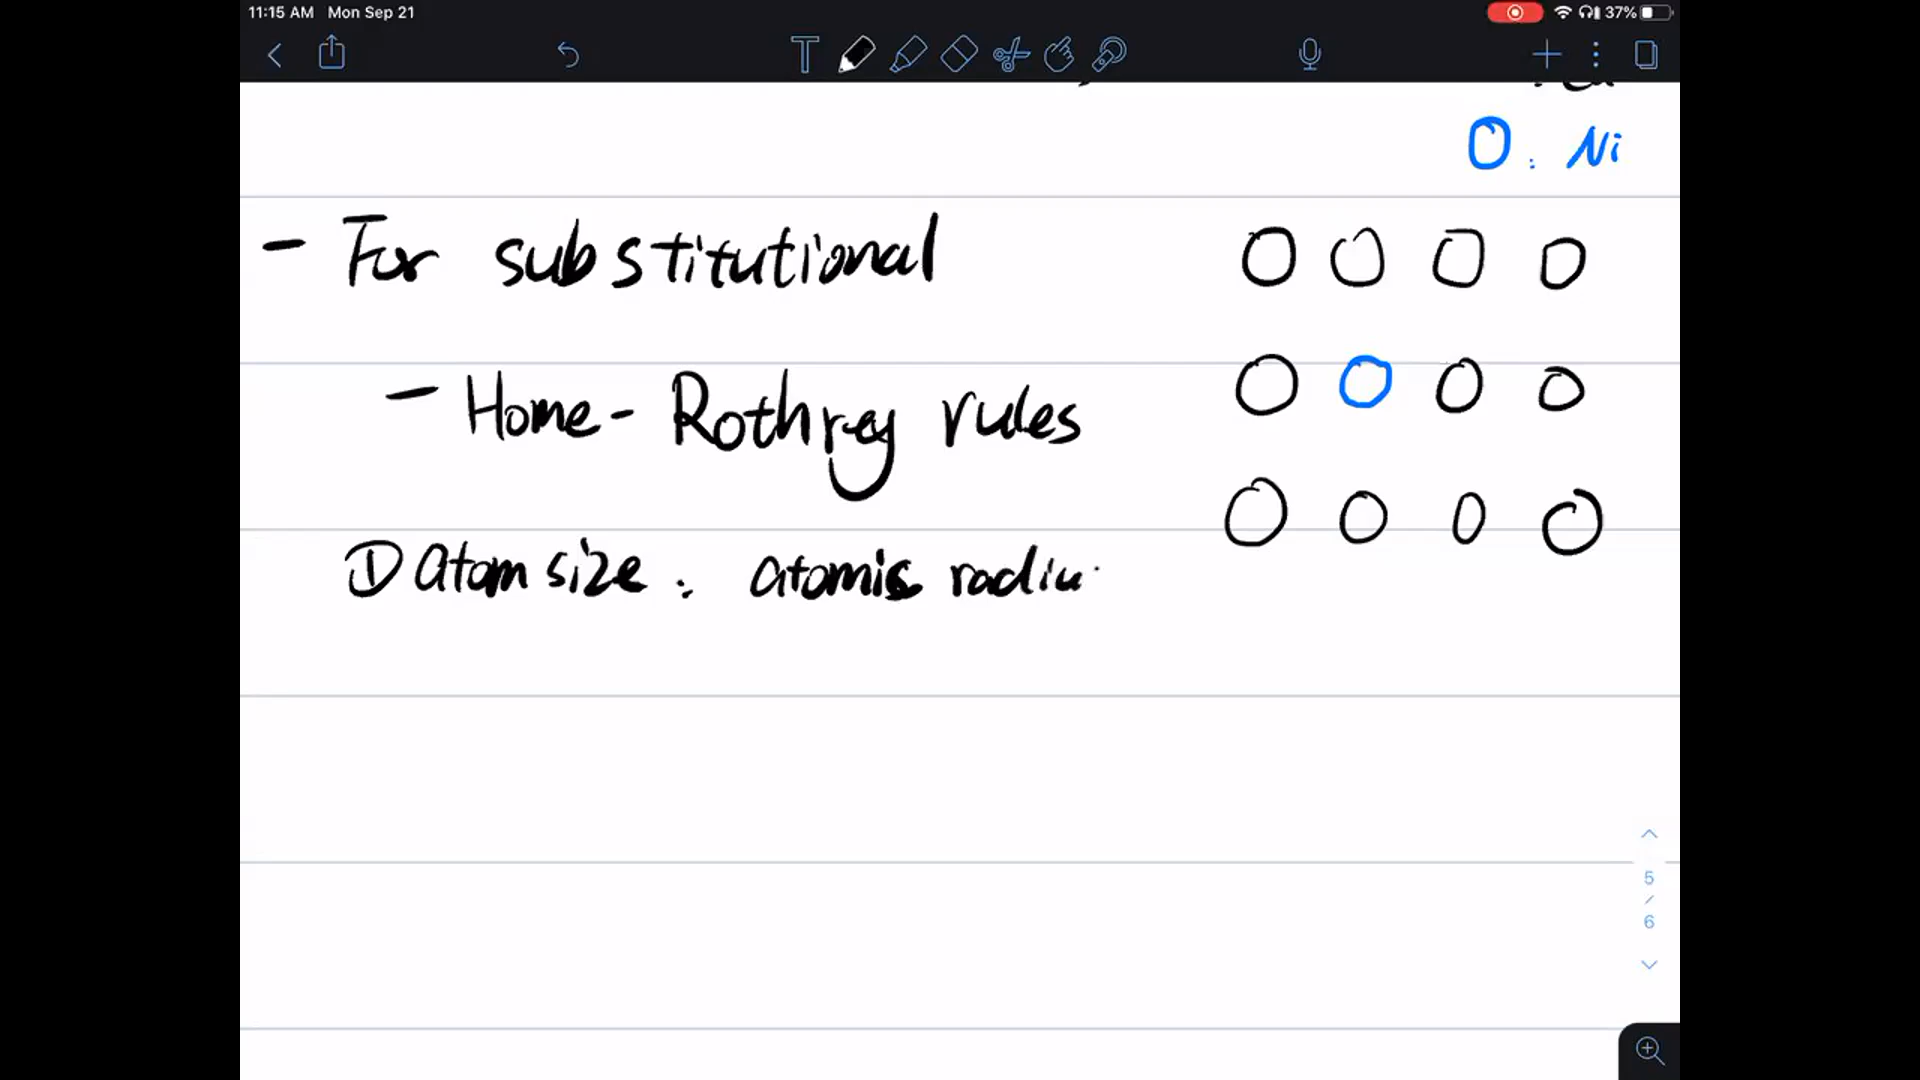 11:15 AM Mon Sep 21
37%
T
O : Ni
- For substitutional
- Home-Rothrey rules
① Atom size : atomic radiu
5
/
6